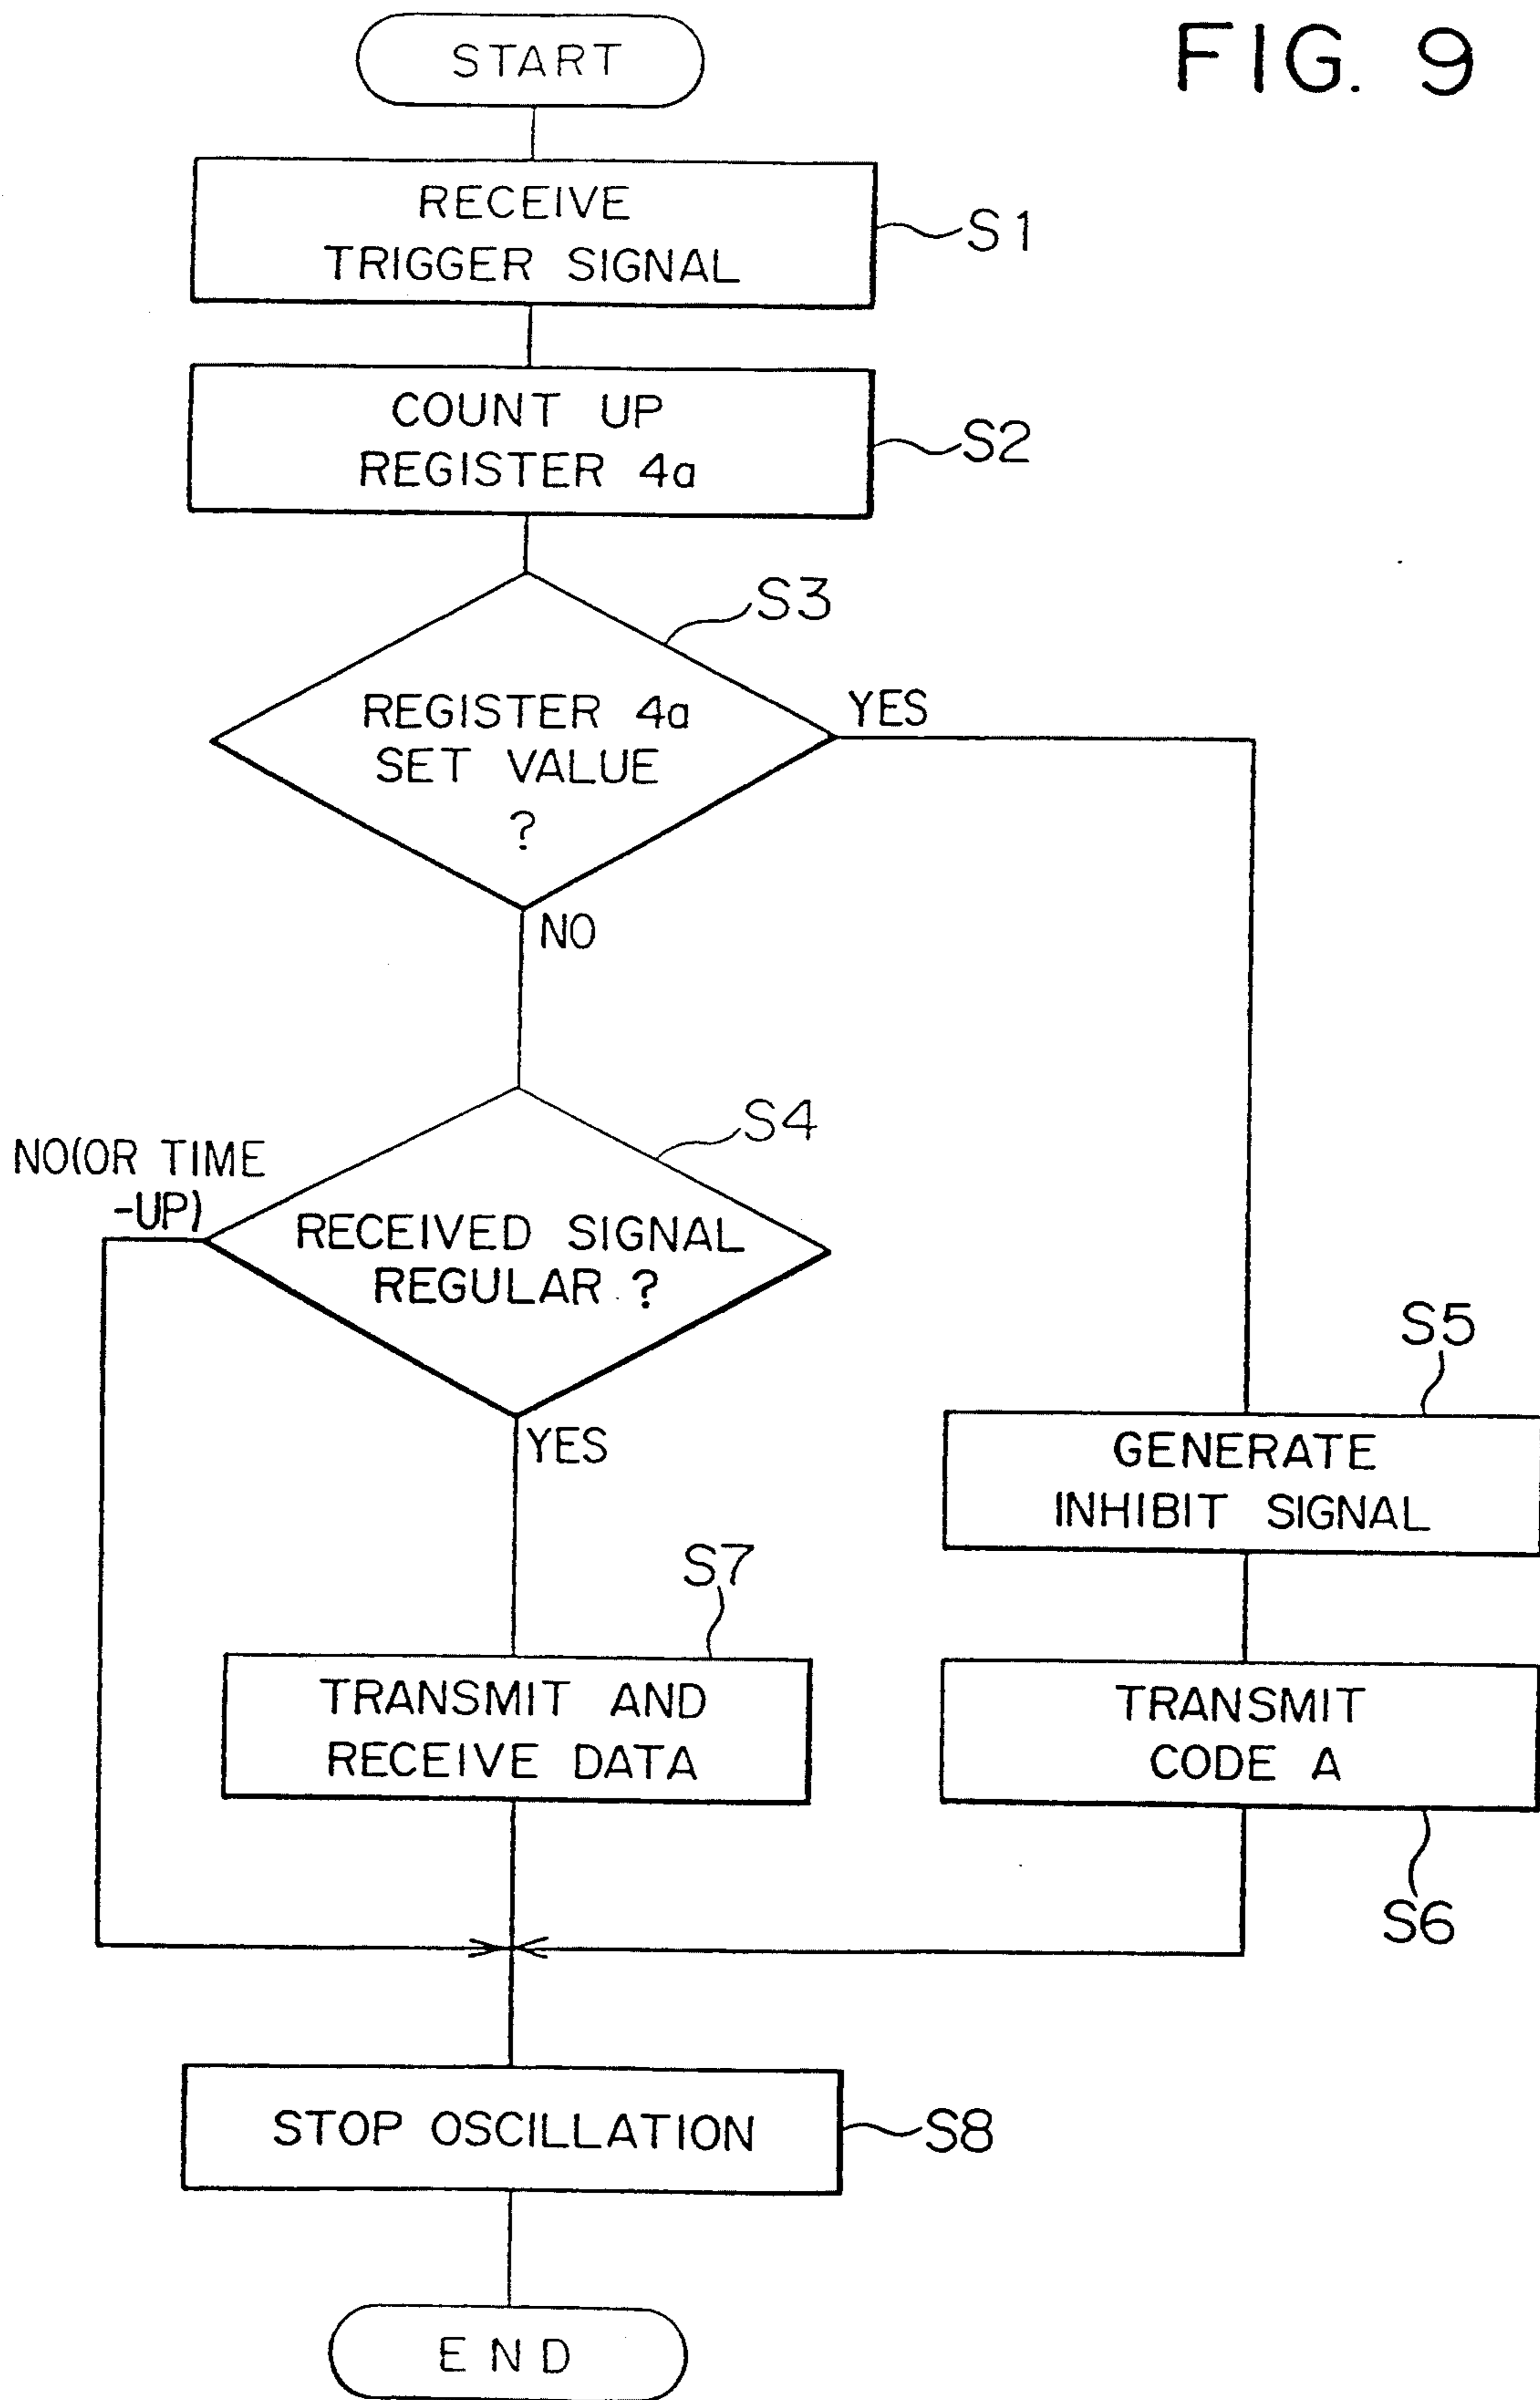 FIG. 9
START
RECEIVE
TRIGGER SIGNAL
S1
COUNT UP
REGISTER 4a
S2
S3
REGISTER 4a
SET VALUE
?
YES
NO
S4
NO(OR TIME
-UP)
RECEIVED SIGNAL
REGULAR ?
YES
S5
GENERATE
INHIBIT SIGNAL
S7
TRANSMIT AND
RECEIVE DATA
TRANSMIT
CODE A
S6
STOP OSCILLATION
S8
END